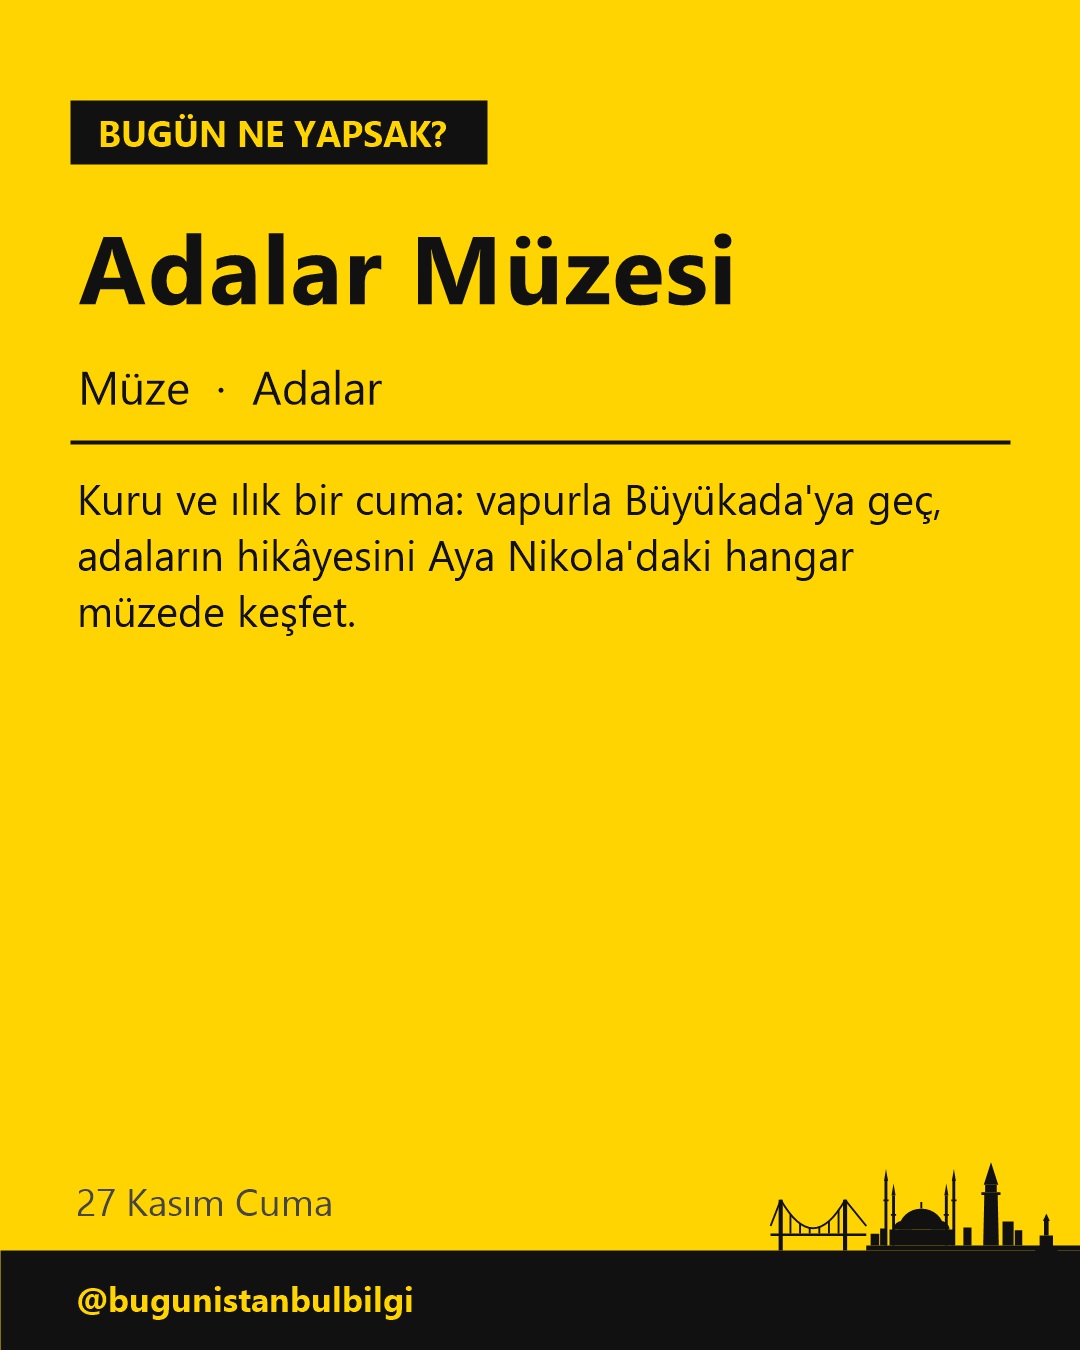 BUGÜN NE YAPSAK?
Adalar Müzesi
Müze · Adalar
Kuru ve ılık bir cuma: vapurla Büyükada'ya geç,
adaların hikâyesini Aya Nikola'daki hangar
müzede keşfet.
27 Kasım Cuma
@bugunistanbulbilgi